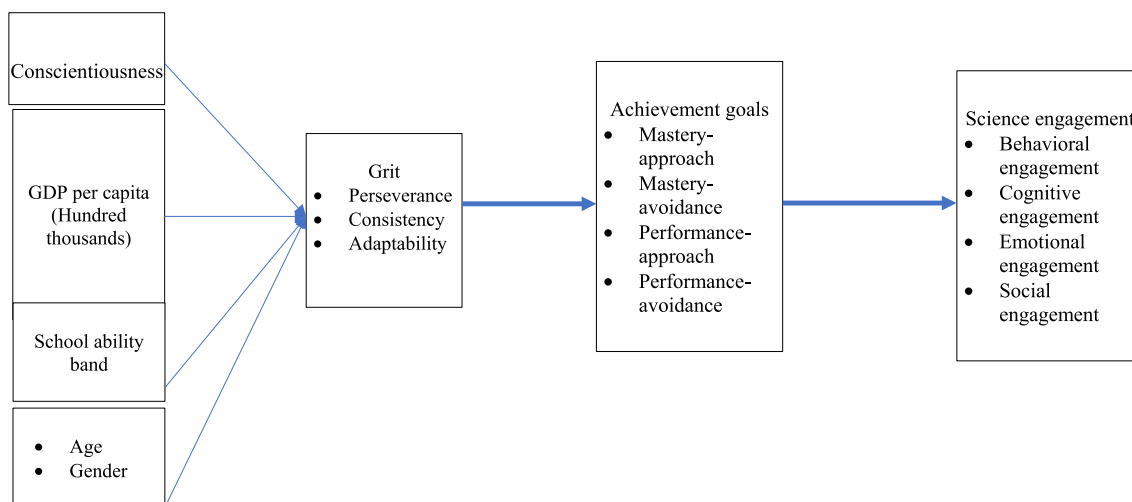 Conscientiousness
GDP per capita
(Hundred
thousands)
School ability
band
• Age
• Gender
Grit
• Perseverance
• Consistency
• Adaptability
Achievement goals
• Mastery-
approach
• Mastery-
avoidance
• Performance-
approach
• Performance-
avoidance
Science engagement
• Behavioral
engagement
• Cognitive
engagement
• Emotional
engagement
• Social
engagement